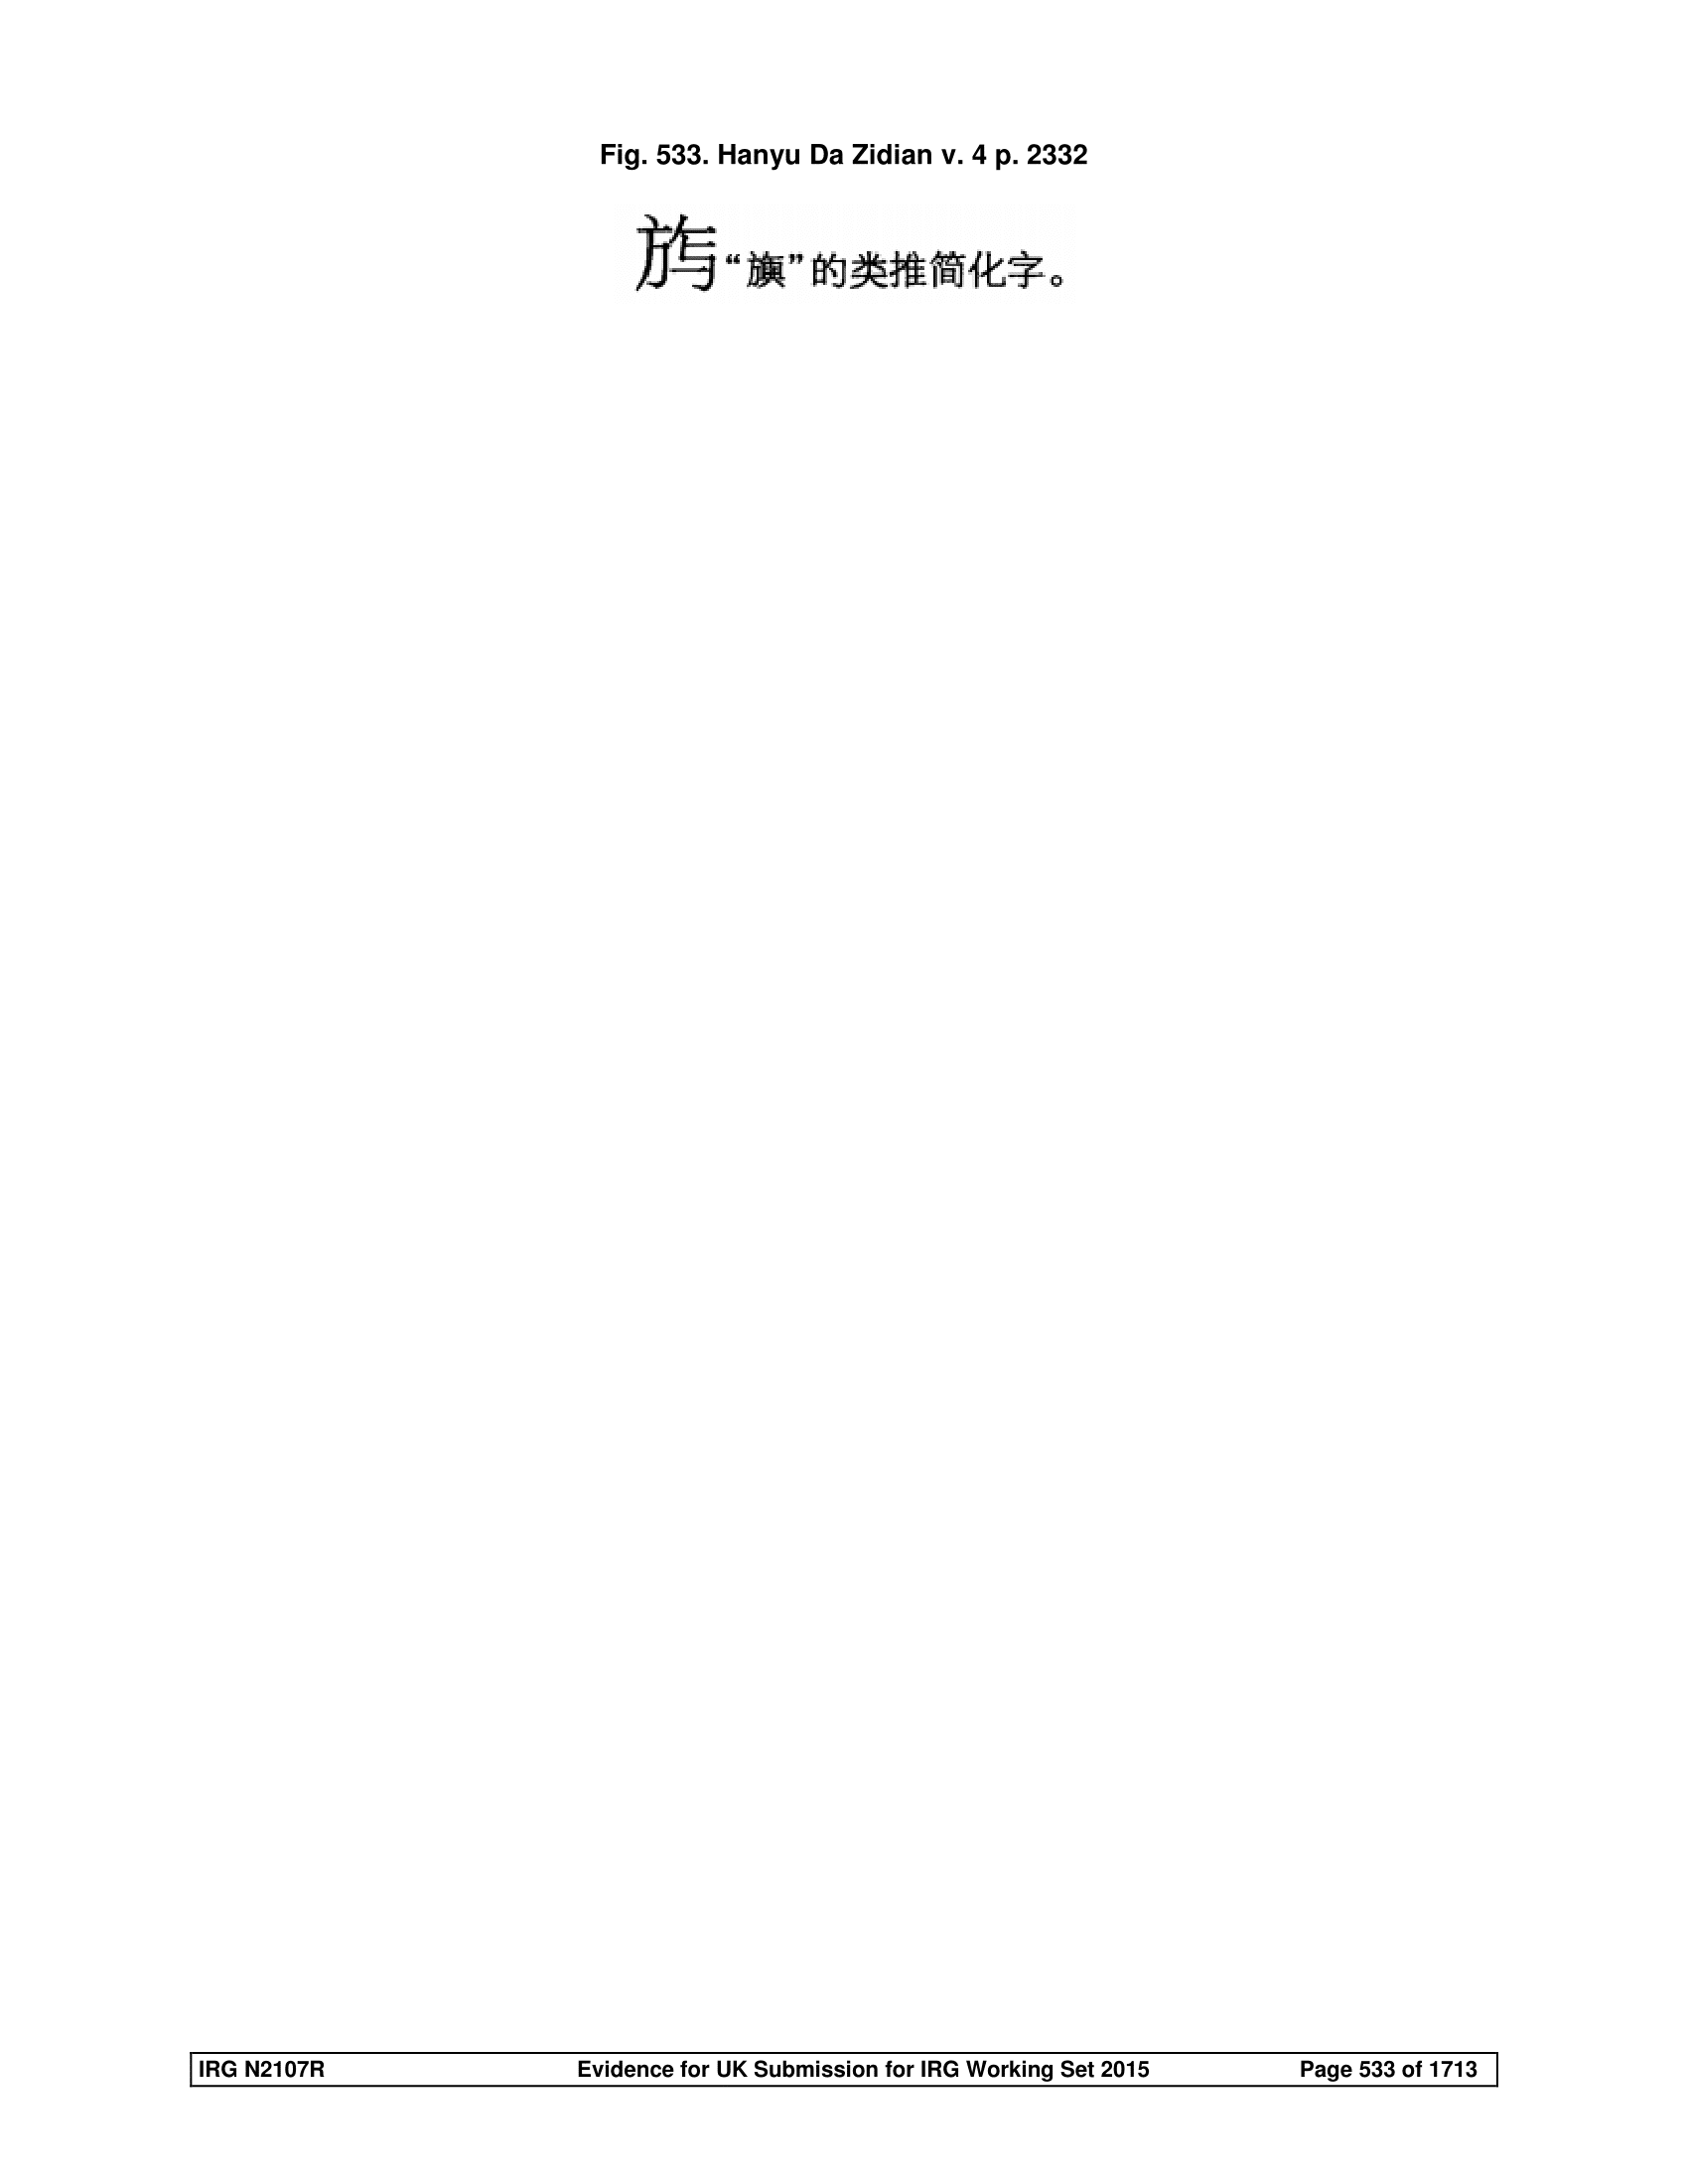 Fig. 533. Hanyu Da Zidian v. 4 p. 2332
“旟”的类推简化字。
IRG N2107R Evidence for UK Submission for IRG Working Set 2015 Page 533 of 1713